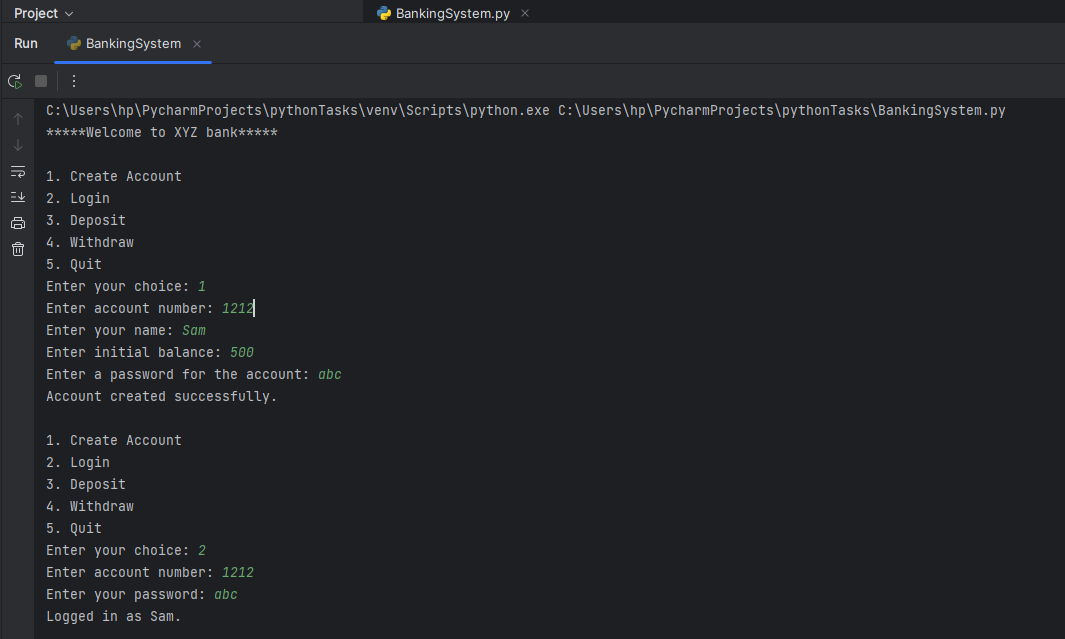 Project
BankingSystem.py
Run
BankingSystem
C:\Users\hp\PycharmProjects\pythonTasks\venv\Scripts\python.exe C:\Users\hp\PycharmProjects\pythonTasks\BankingSystem.py
*****Welcome to XYZ bank*****
1. Create Account
2. Login
3. Deposit
4. Withdraw
5. Quit
Enter your choice: 1
Enter account number: 1212
Enter your name: Sam
Enter initial balance: 500
Enter a password for the account: abc
Account created successfully.
1. Create Account
2. Login
3. Deposit
4. Withdraw
5. Quit
Enter your choice: 2
Enter account number: 1212
Enter your password: abc
Logged in as Sam.